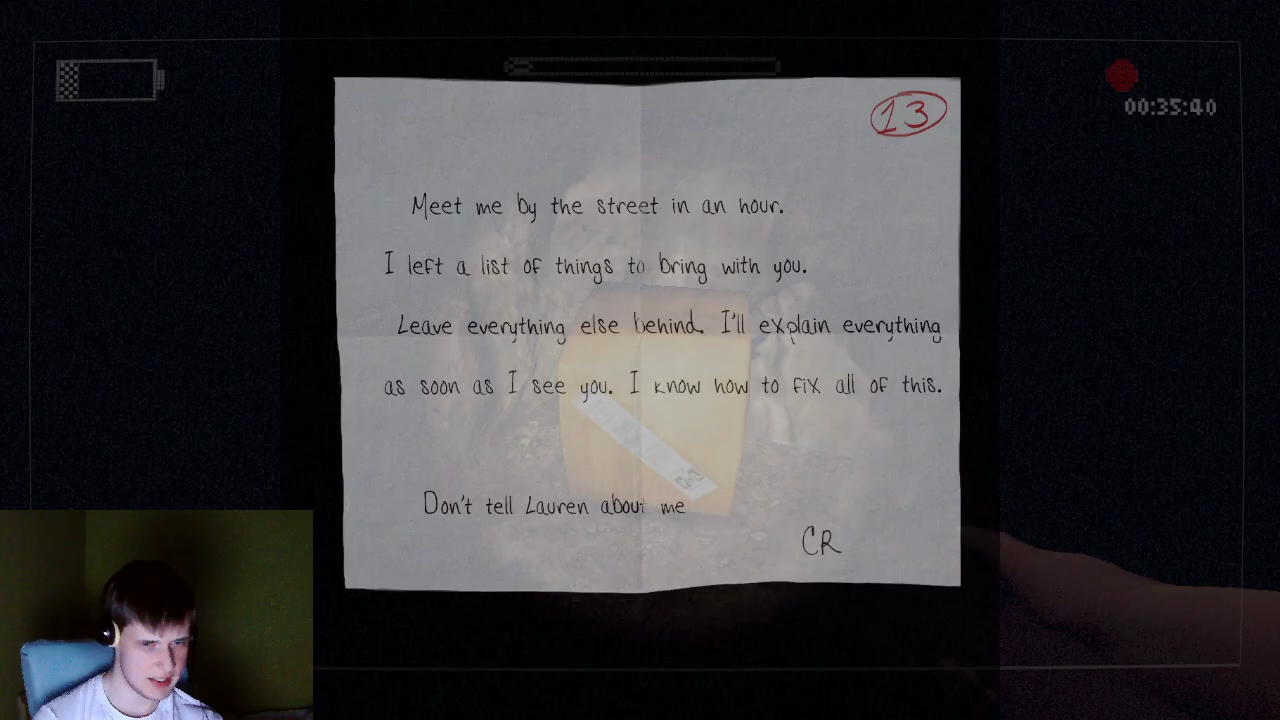 13
00:35:40
Meet me by the street in an hour.
I left a list of things to bring with you.
Leave everything else behind. I'll explain everything
as soon as I see you. I know how to fix all of this.
Don't tell Lauren about me
CR